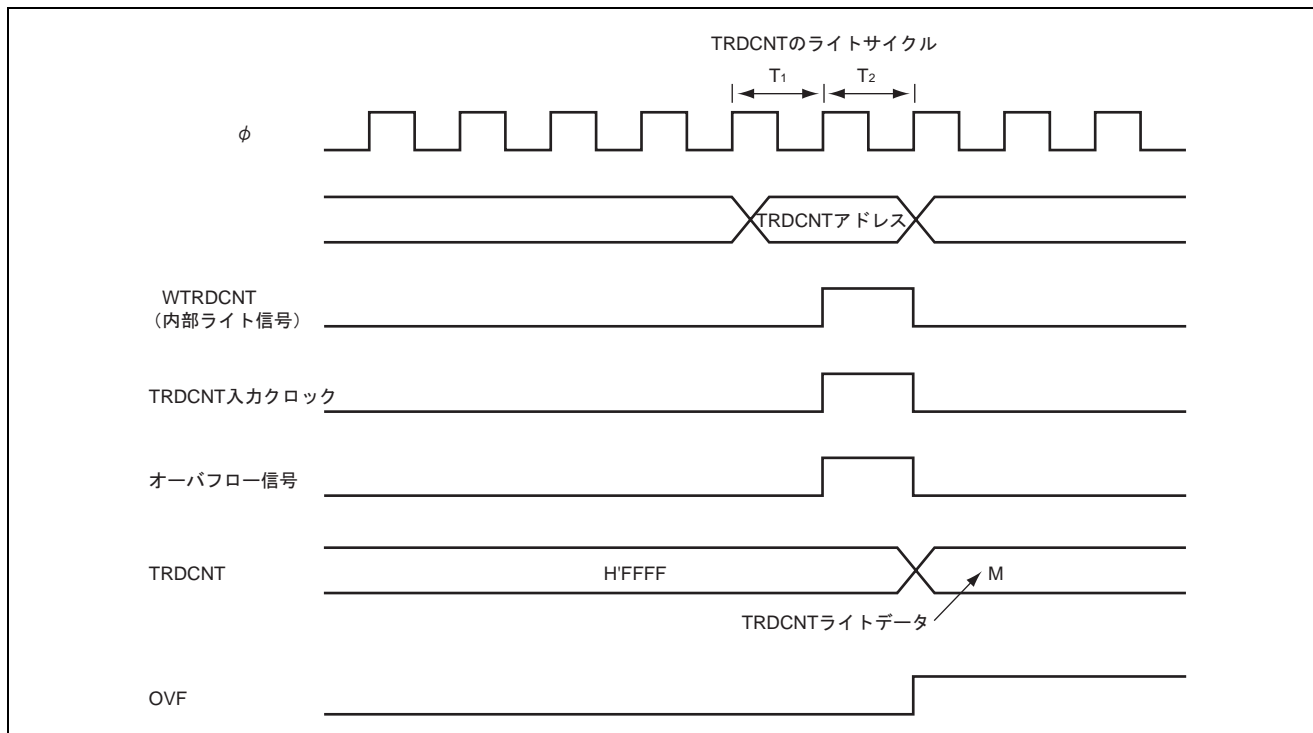 TRDCNTのライトサイクル
T1 T2
φ
TRDCNTアドレス
WTRDCNT
（内部ライト信号）
TRDCNT入力クロック
オーバフロー信号
TRDCNT H'FFFF M
TRDCNTライトデータ
OVF